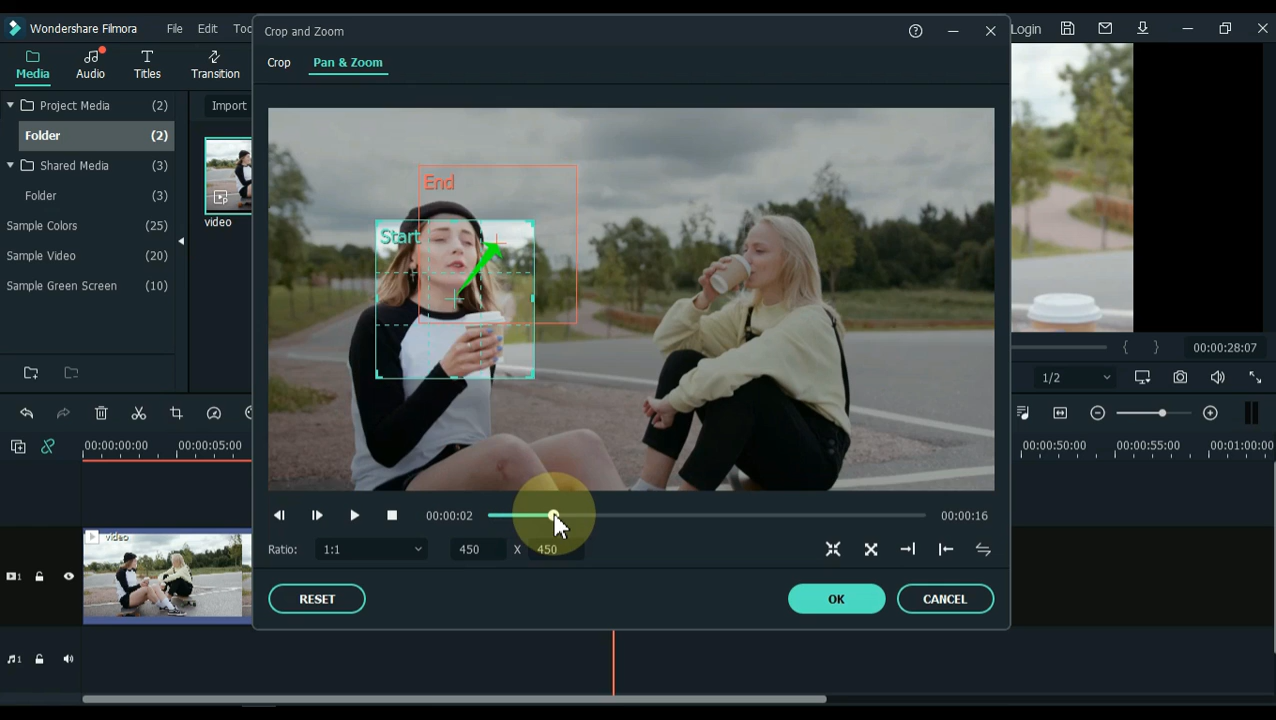 Wondershare Filmora File Edit Too
Crop and Zoom
Login
Media Audio Titles Transition
Crop Pan & Zoom
Project Media (2)
Import
Folder (2)
Shared Media (3)
Folder (3)
video
Sample Colors (25)
Sample Video (20)
Sample Green Screen (10)
End
Start
{ } 00:00:28:07
1/2
00:00:00:00 00:00:05:00
00:00:50:00 00:00:55:00 00:01:00:00
00:00:02 00:00:16
Ratio: 1:1 450 X 450
RESET OK CANCEL
video
1
1